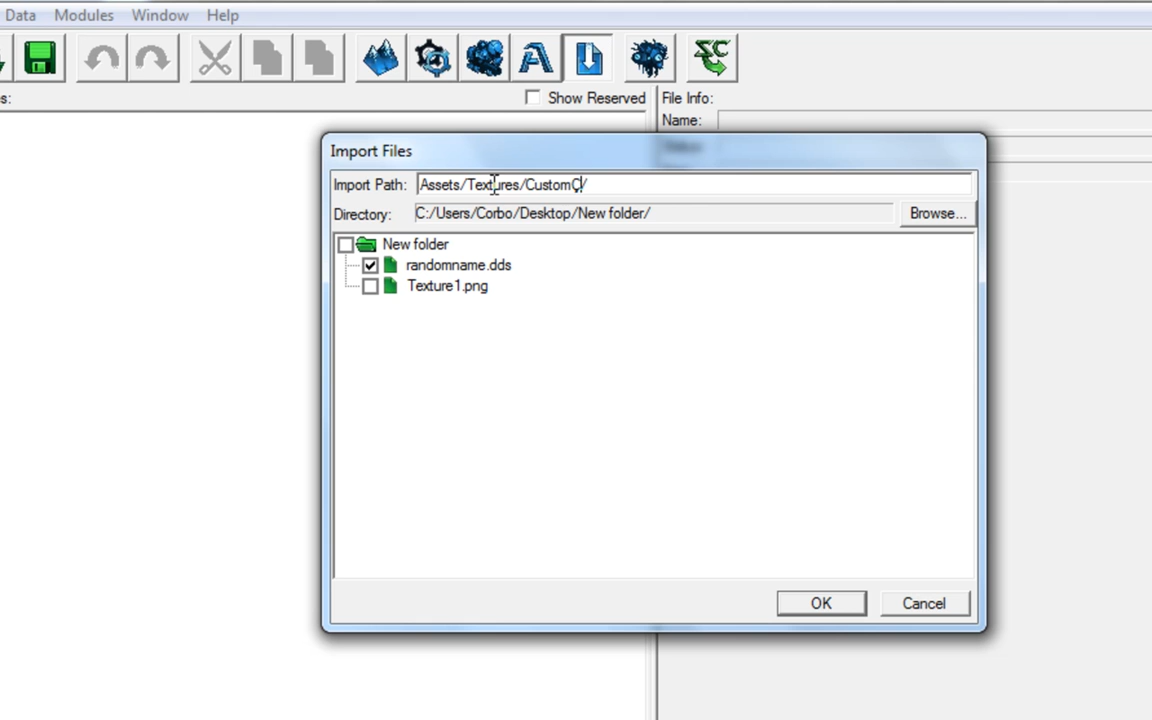 Data Modules Window Help
s: Show Reserved File Info:
Name:
Import Files
Import Path: Assets/Textures/CustomC/
Directory: C:/Users/Corbo/Desktop/New folder/ Browse...
New folder
randomname.dds
Texture1.png
OK Cancel